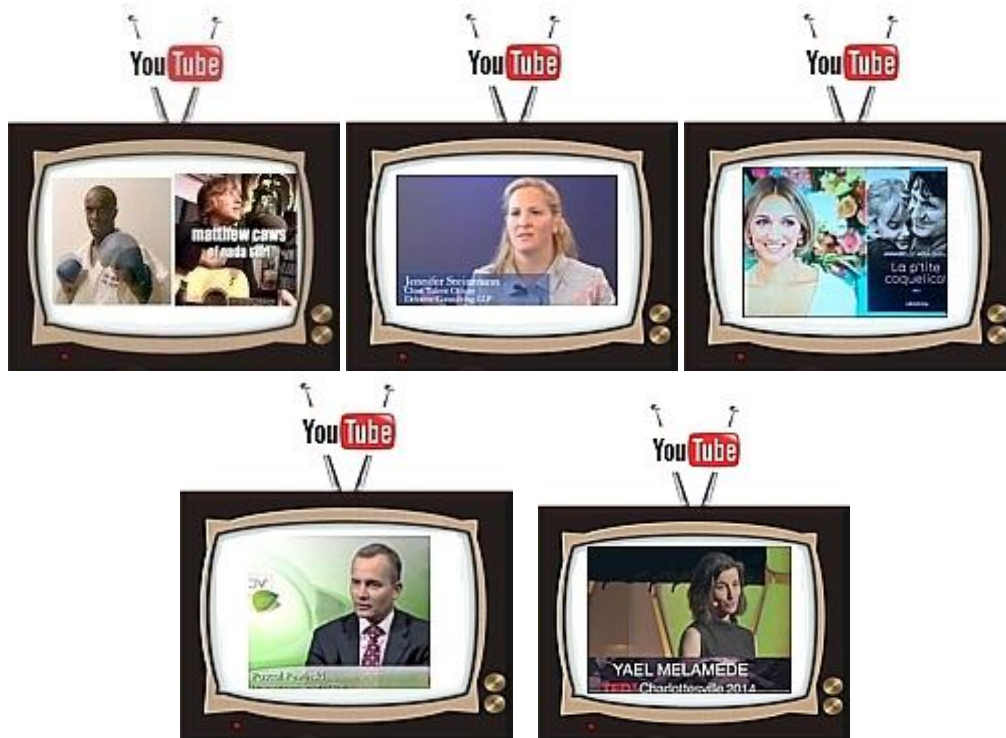 You Tube
You Tube
You Tube
matthew caws
of nada surf
Jennifer Steinmann
Chief Talent Officer
Deloitte Consulting LLP
La p'tite
coquelicot
You Tube
You Tube
YAEL MELAMEDE
TEDx Charlottesville 2014